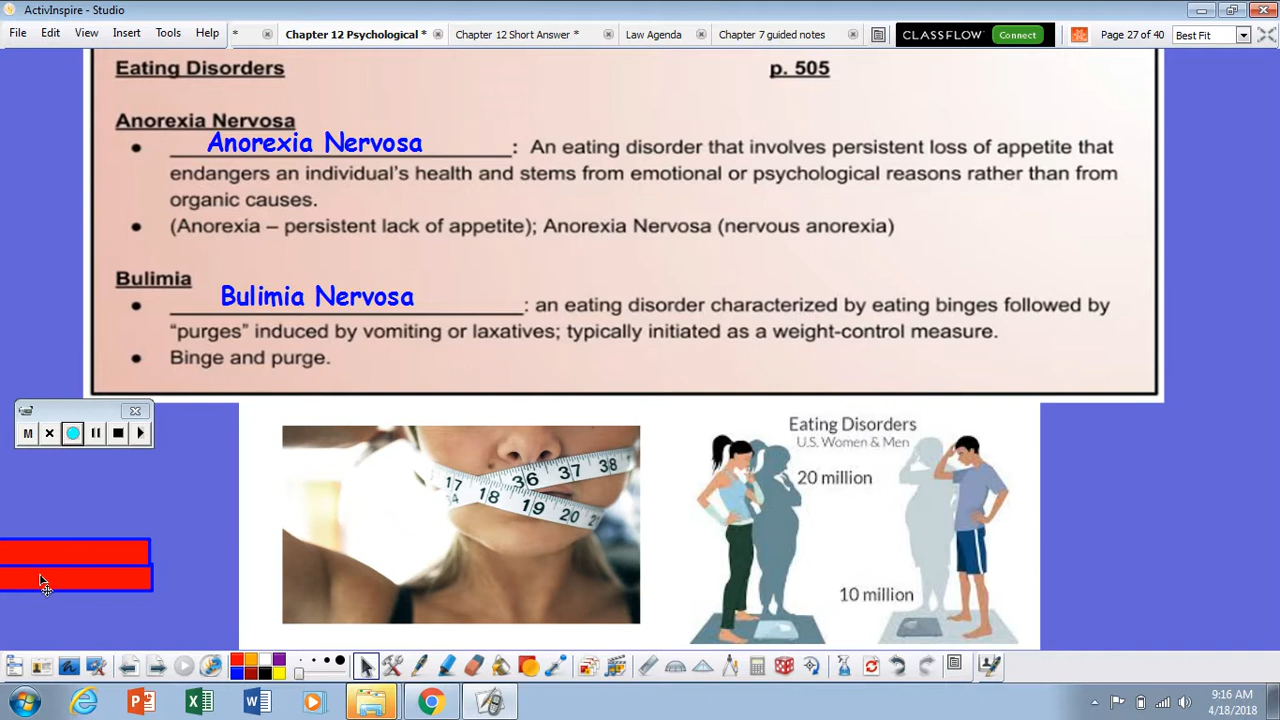 ActivInspire - Studio
File Edit View Insert Tools Help * Chapter 12 Psychological * Chapter 12 Short Answer * Law Agenda Chapter 7 guided notes CLASSFLOW Connect Page 27 of 40 Best Fit
Eating Disorders p. 505
Anorexia Nervosa
● Anorexia Nervosa : An eating disorder that involves persistent loss of appetite that
endangers an individual's health and stems from emotional or psychological reasons rather than from
organic causes.
● (Anorexia – persistent lack of appetite); Anorexia Nervosa (nervous anorexia)
Bulimia
● Bulimia Nervosa : an eating disorder characterized by eating binges followed by
“purges” induced by vomiting or laxatives; typically initiated as a weight-control measure.
● Binge and purge.
M
17 18 36 37 38
34 19 20 2
Eating Disorders
U.S. Women & Men
20 million
10 million
9:16 AM
4/18/2018